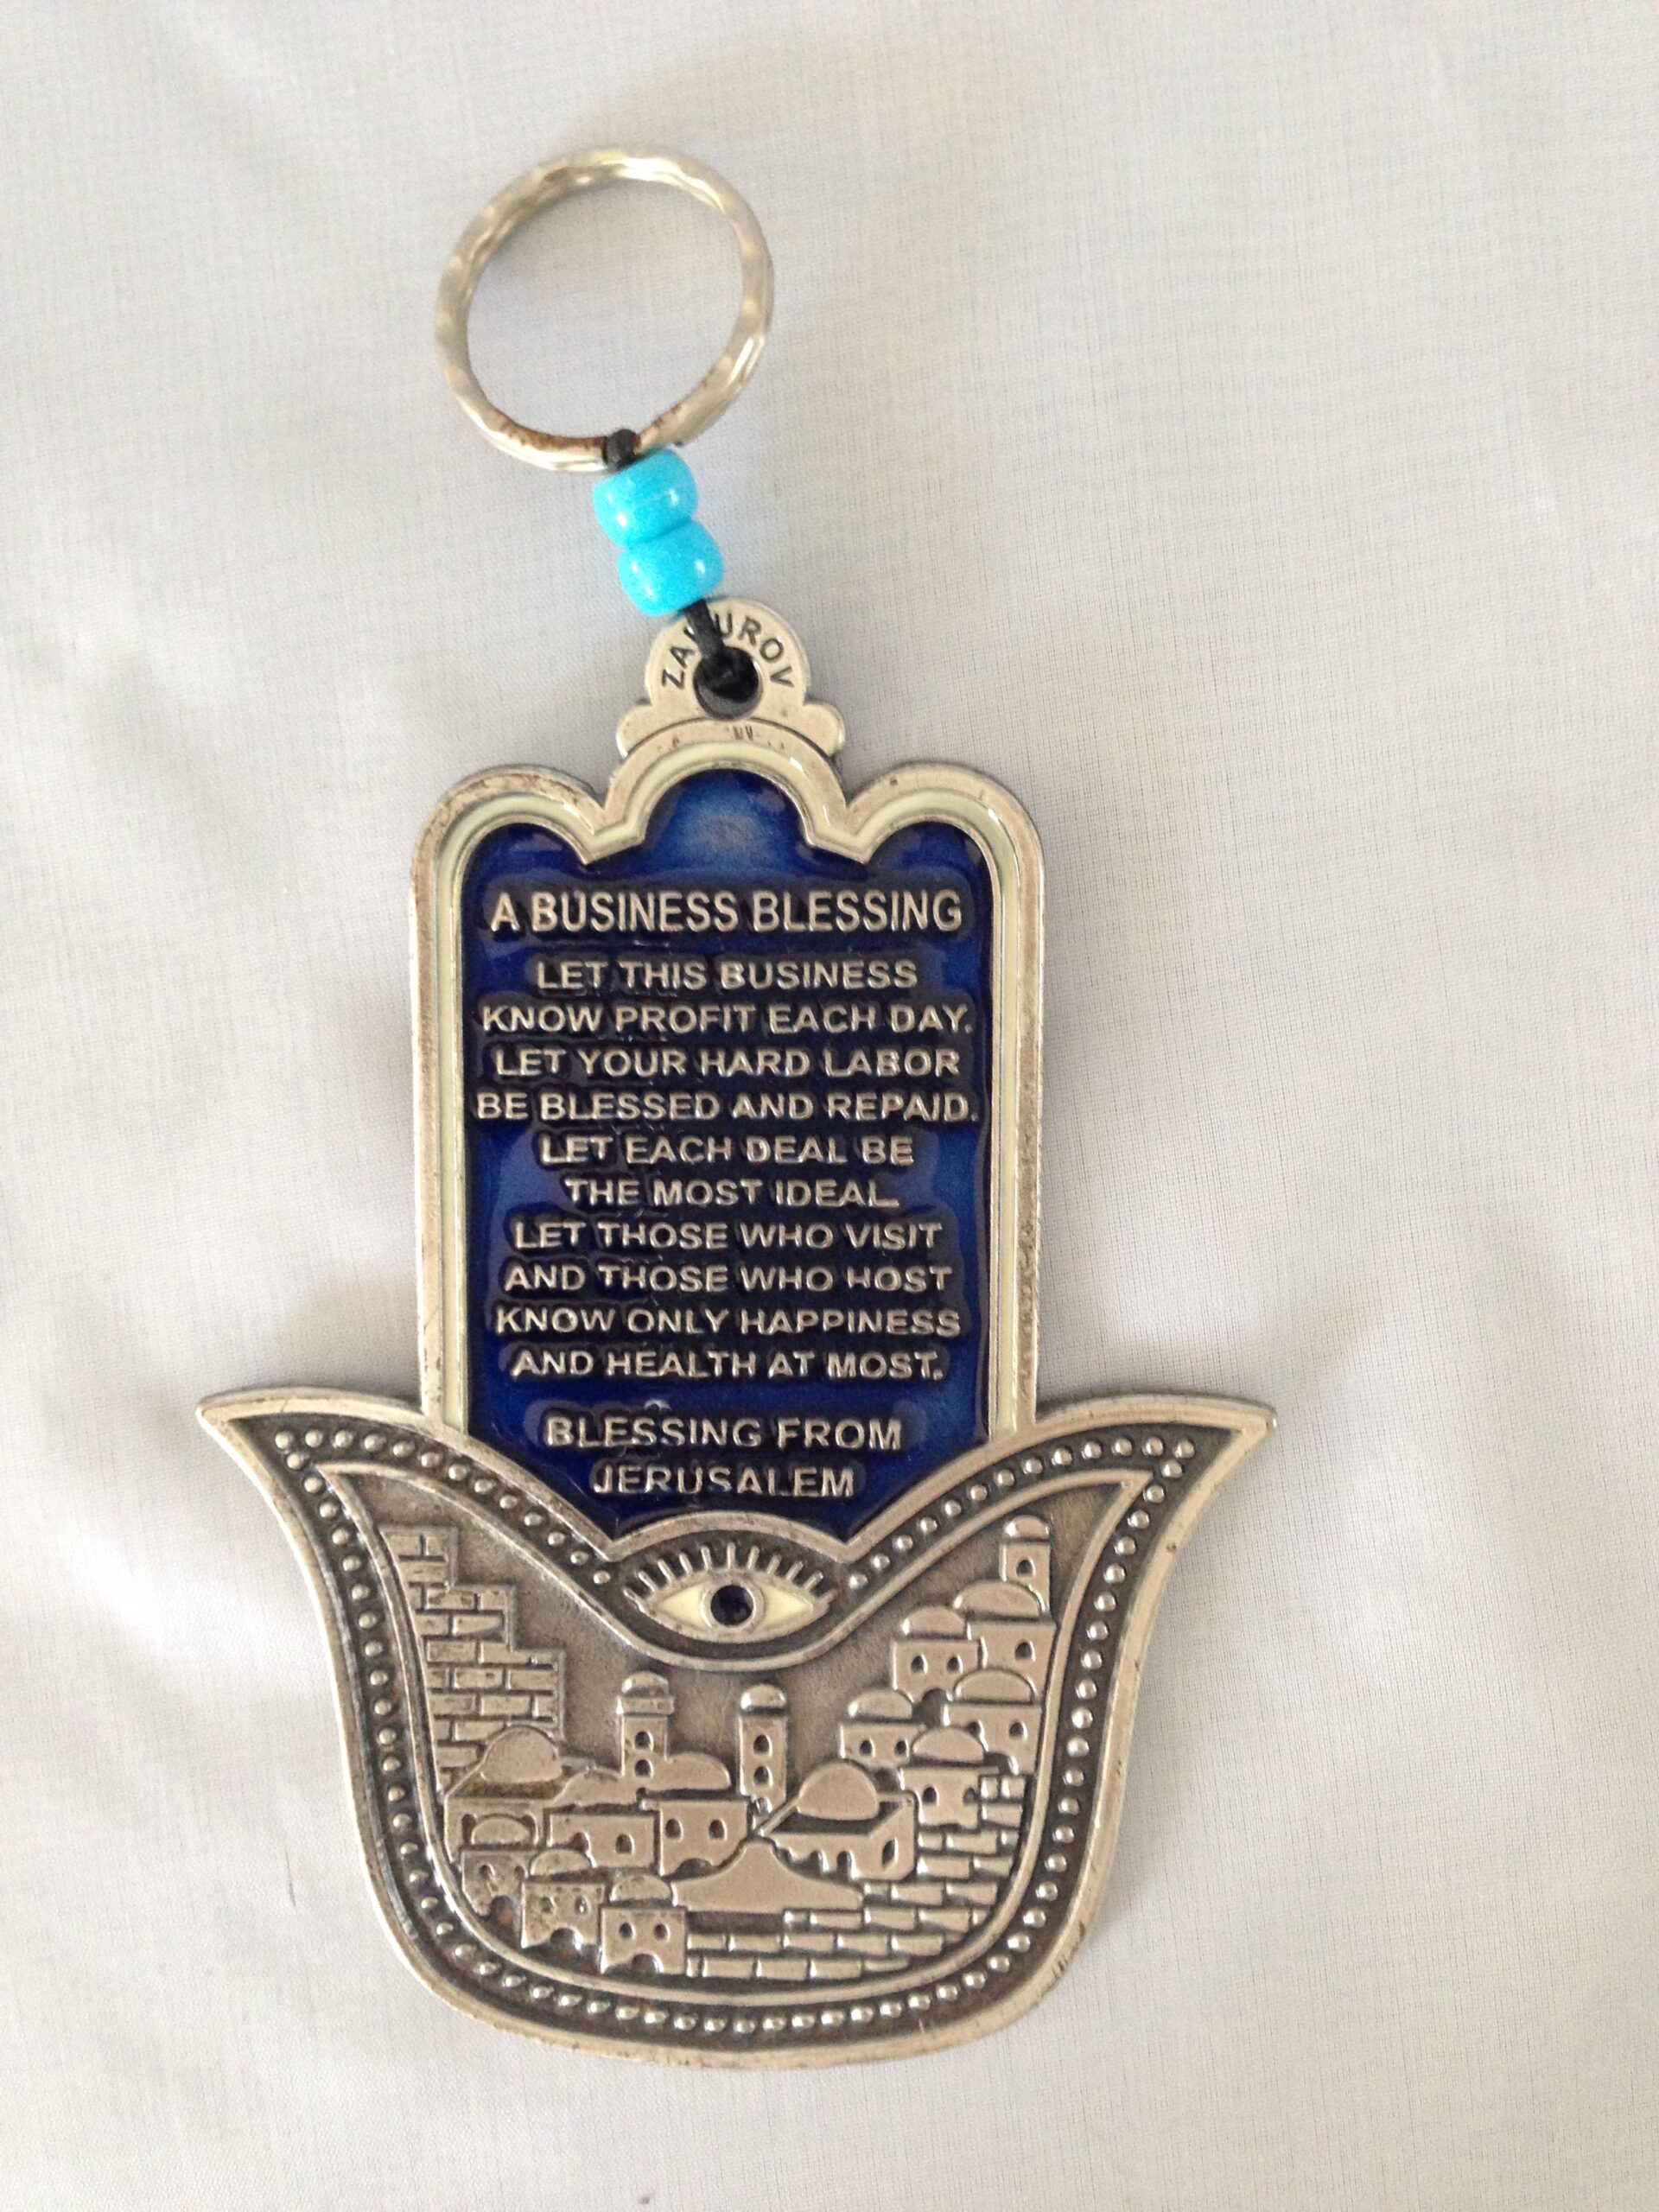 A BUSINESS BLESSING
LET THIS BUSINESS
KNOW PROFIT EACH DAY.
LET YOUR HARD LABOR
BE BLESSED AND REPAID.
LET EACH DEAL BE
THE MOST IDEAL.
LET THOSE WHO VISIT
AND THOSE WHO HOST
KNOW ONLY HAPPINESS
AND HEALTH AT MOST.
BLESSING FROM
JERUSALEM